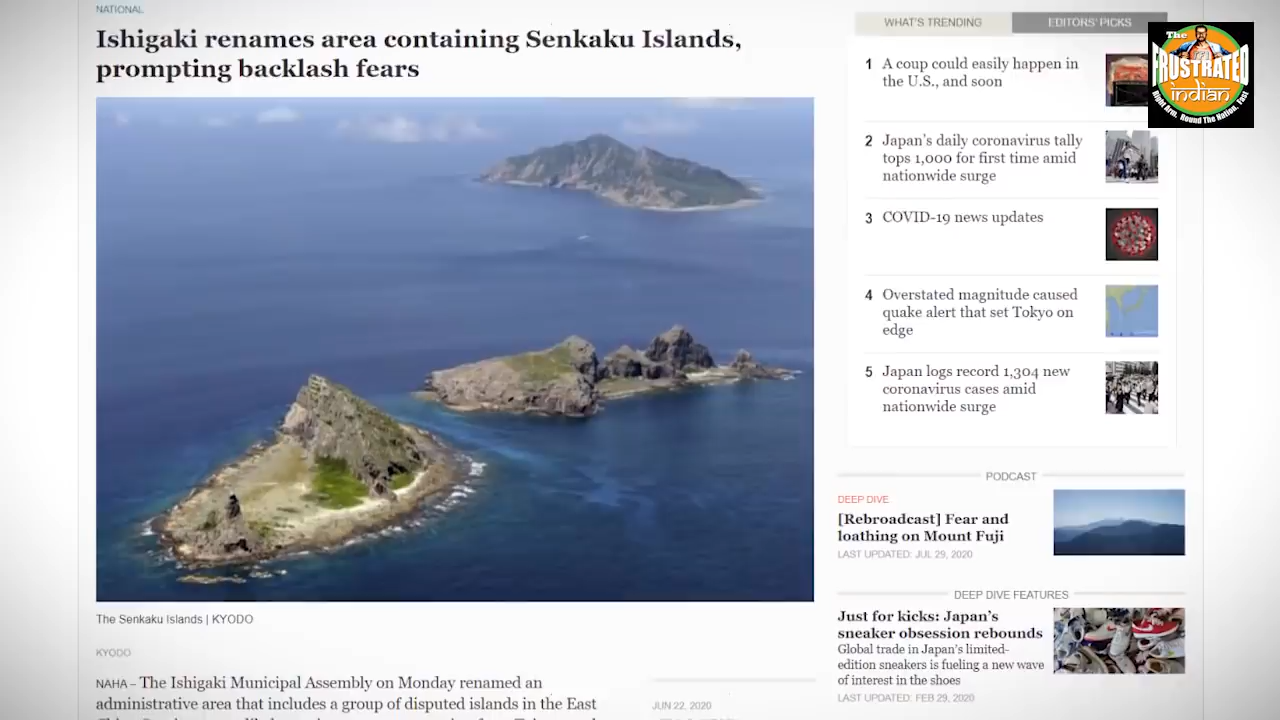 NATIONAL
Ishigaki renames area containing Senkaku Islands,
prompting backlash fears
The Senkaku Islands | KYODO
KYODO
NAHA – The Ishigaki Municipal Assembly on Monday renamed an
administrative area that includes a group of disputed islands in the East
JUN 22, 2020
WHAT'S TRENDING
EDITORS' PICKS
1 A coup could easily happen in
the U.S., and soon
2 Japan's daily coronavirus tally
tops 1,000 for first time amid
nationwide surge
3 COVID-19 news updates
4 Overstated magnitude caused
quake alert that set Tokyo on
edge
5 Japan logs record 1,304 new
coronavirus cases amid
nationwide surge
PODCAST
DEEP DIVE
[Rebroadcast] Fear and
loathing on Mount Fuji
LAST UPDATED: JUL 29, 2020
DEEP DIVE FEATURES
Just for kicks: Japan's
sneaker obsession rebounds
Global trade in Japan's limited-
edition sneakers is fueling a new wave
of interest in the shoes
LAST UPDATED: FEB 29, 2020
The
FRUSTRATED
indian
Right Arm, Round The Nation, Fast